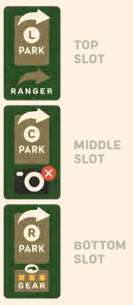 L
PARK
RANGER
TOP
SLOT
C
PARK
MIDDLE
SLOT
R
PARK
GEAR
BOTTOM
SLOT